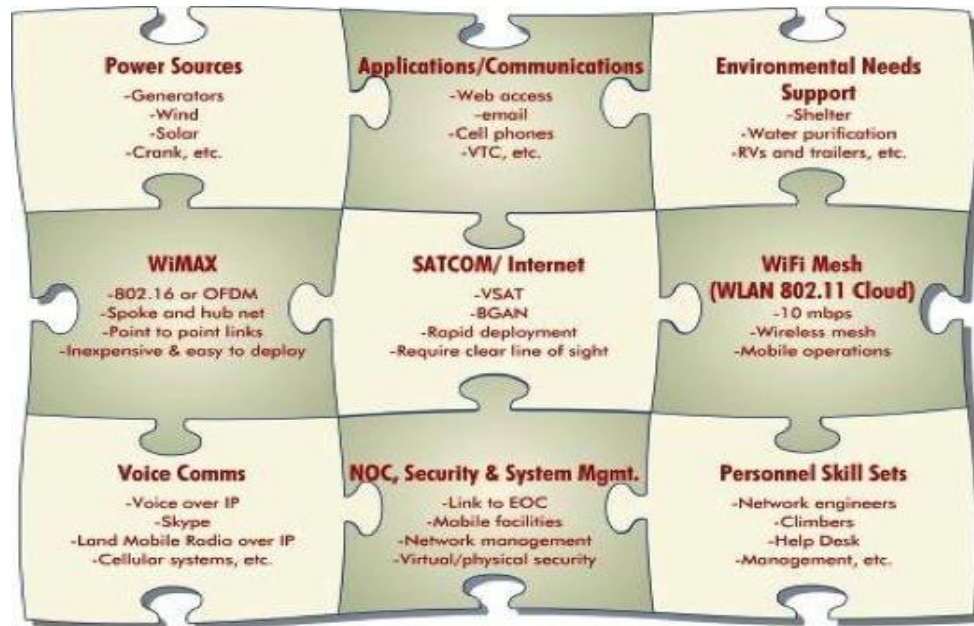 Power Sources
-Generators
-Wind
-Solar
-Crank, etc.
Applications/Communications
-Web access
-email
-Cell phones
-VTC, etc.
Environmental Needs
Support
-Shelter
-Water purification
-RVs and trailers, etc.
WiMAX
-802.16 or OFDM
-Spoke and hub net
-Point to point links
-Inexpensive & easy to deploy
SATCOM/ Internet
-VSAT
-BGAN
-Rapid deployment
-Require clear line of sight
WiFi Mesh
(WLAN 802.11 Cloud)
-10 mbps
-Wireless mesh
-Mobile operations
Voice Comms
-Voice over IP
-Skype
-Land Mobile Radio over IP
-Cellular systems, etc.
NOC, Security & System Mgmt.
-Link to EOC
-Mobile facilities
-Network management
-Virtual/physical security
Personnel Skill Sets
-Network engineers
-Climbers
-Help Desk
-Management, etc.